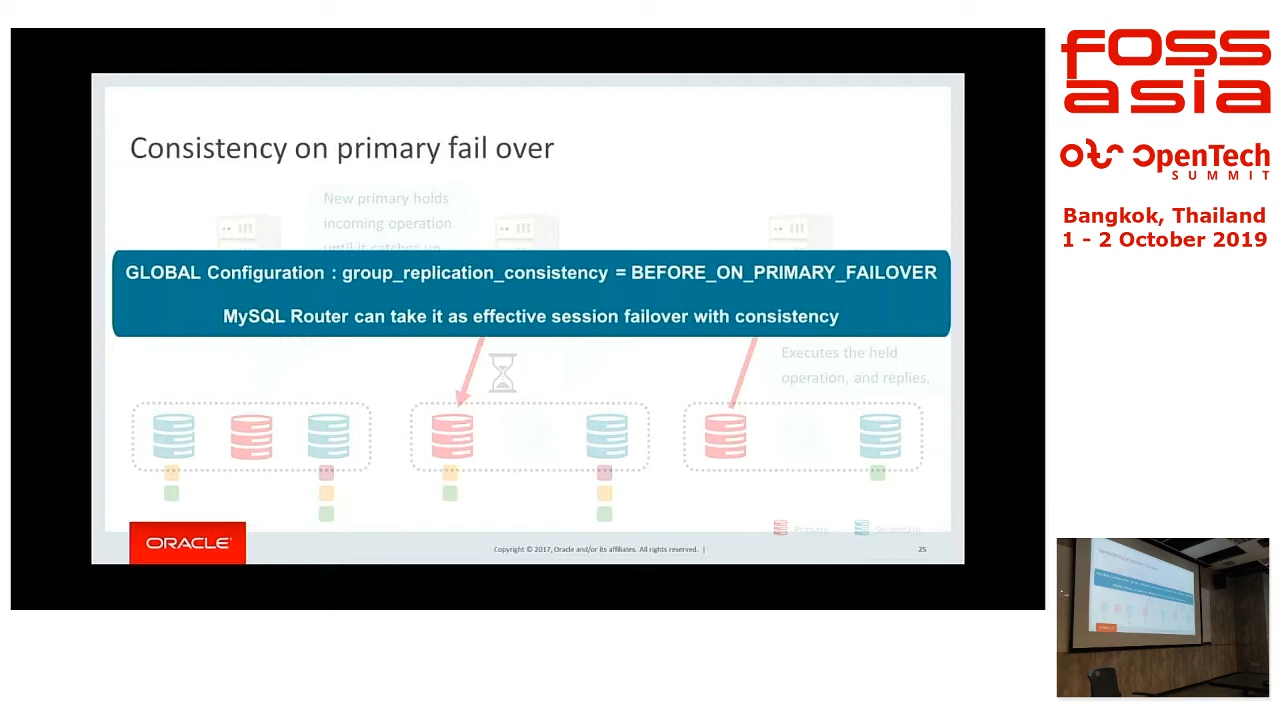 Consistency on primary fail over
New primary holds
incoming operation
until it catches up
GLOBAL Configuration : group_replication_consistency = BEFORE_ON_PRIMARY_FAILOVER
MySQL Router can take it as effective session failover with consistency
Executes the held
operation, and replies.
Primary
Secondary
ORACLE
Copyright © 2017, Oracle and/or its affiliates. All rights reserved. |
25
FOSS
asia
OpenTech
SUMMIT
Bangkok, Thailand
1 - 2 October 2019